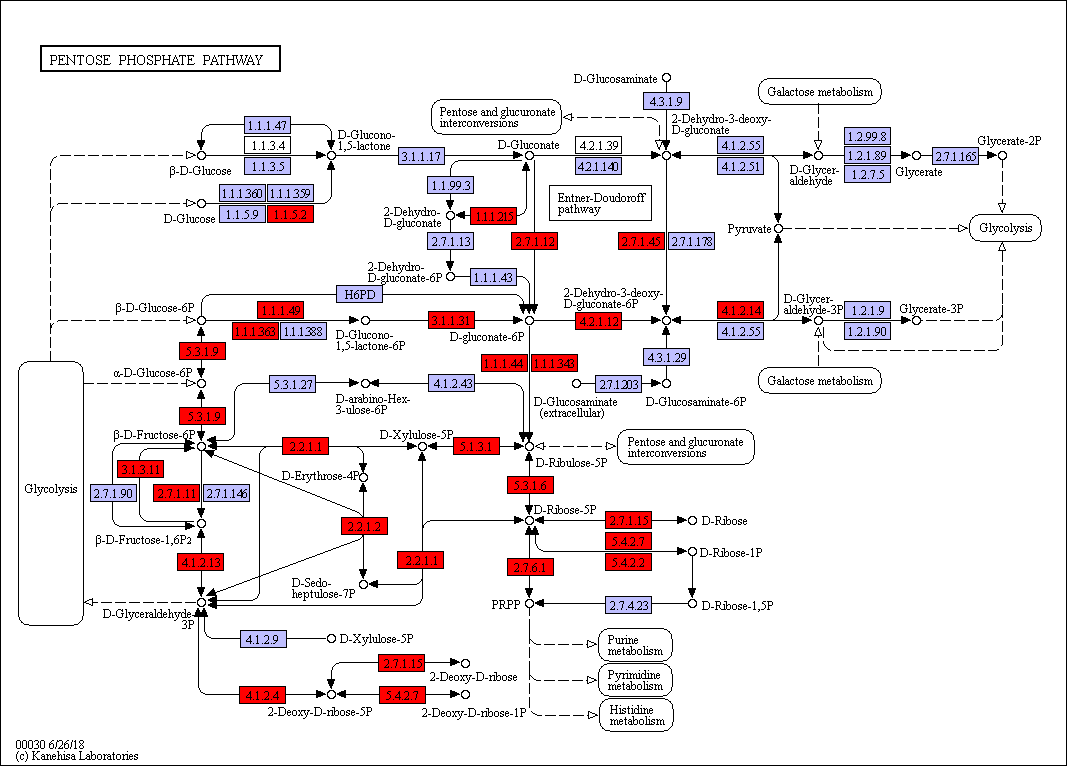 PENTOSE PHOSPHATE PATHWAY
D-Glucosaminate
4.3.1.9
Galactose metabolism
Pentose and glucuronate
interconversions
2-Dehydro-3-deoxy-
D-gluconate
1.1.1.47
1.1.3.4
1.1.3.5
D-Glucono-
1,5-lactone
3.1.1.17
D-Gluconate
4.2.1.39
4.2.1.140
4.1.2.55
4.1.2.51
1.2.99.8
1.2.1.89
1.2.7.5
Glycerate-2P
2.7.1.165
Glycerate
D-Glycer-
aldehyde
β-D-Glucose
1.1.1.360
1.1.1.359
1.1.5.9
1.1.5.2
D-Glucose
1.1.99.3
2-Dehydro-
D-gluconate
1.1.1.215
Entner-Doudoroff
pathway
2.7.1.13
2.7.1.12
2.7.1.45
2.7.1.178
Pyruvate
Glycolysis
2-Dehydro-
D-gluconate-6P
1.1.1.43
H6PD
2-Dehydro-3-deoxy-
D-gluconate-6P
β-D-Glucose-6P
1.1.1.49
1.1.1.363
1.1.1.388
D-Glucono-
1,5-lactone-6P
3.1.1.31
D-gluconate-6P
4.2.1.12
4.1.2.14
4.1.2.55
D-Glycer-
aldehyde-3P
1.2.1.9
1.2.1.90
Glycerate-3P
5.3.1.9
1.1.1.44
1.1.1.343
4.3.1.29
α-D-Glucose-6P
5.3.1.27
D-arabino-Hex-
3-ulose-6P
4.1.2.43
2.7.1.203
D-Glucosaminate
(extracellular)
D-Glucosaminate-6P
Galactose metabolism
5.3.1.9
β-D-Fructose-6P
2.2.1.1
D-Xylulose-5P
5.1.3.1
D-Ribulose-5P
Pentose and glucuronate
interconversions
Glycolysis
3.1.3.11
2.7.1.90
2.7.1.11
2.7.1.146
D-Erythrose-4P
5.3.1.6
2.2.1.2
D-Ribose-5P
2.7.1.15
D-Ribose
β-D-Fructose-1,6P2
5.4.2.7
5.4.2.2
D-Ribose-1P
4.1.2.13
2.2.1.1
2.7.6.1
D-Sedo-
heptulose-7P
PRPP
2.7.4.23
D-Ribose-1,5P
D-Glyceraldehyde-
3P
4.1.2.9
D-Xylulose-5P
Purine
metabolism
2.7.1.15
2-Deoxy-D-ribose
Pyrimidine
metabolism
4.1.2.4
5.4.2.7
2-Deoxy-D-ribose-5P
2-Deoxy-D-ribose-1P
Histidine
metabolism
00030 6/26/18
(c) Kanehisa Laboratories